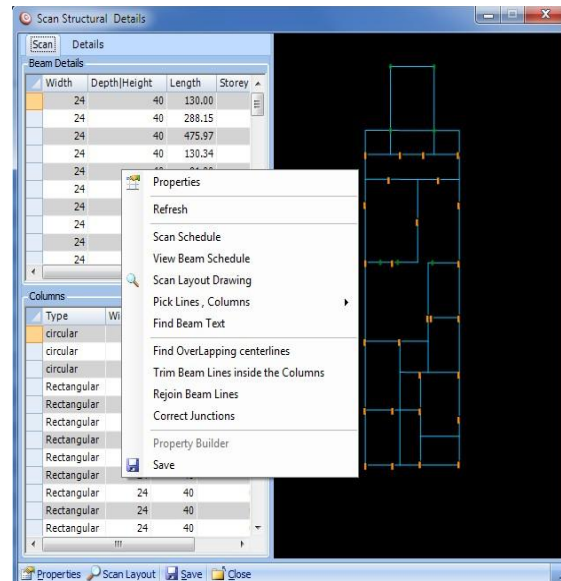 Scan Structural Details
Scan Details
Beam Details
Width Depth|Height Length Storey
24 40 130.00
24 40 288.15
24 40 475.97
24 40 130.34
24
24
24
24
24
24
Properties
Refresh
Scan Schedule
View Beam Schedule
Scan Layout Drawing
Pick Lines , Columns
Find Beam Text
Find OverLapping centerlines
Trim Beam Lines inside the Columns
Rejoin Beam Lines
Correct Junctions
Property Builder
Save
Columns
Type Wi
circular
circular
circular
Rectangular
Rectangular
Rectangular
Rectangular
Rectangular
Rectangular 24 40
Rectangular 24 40
Rectangular 24 40
Rectangular 24 40
Properties Scan Layout Save Close